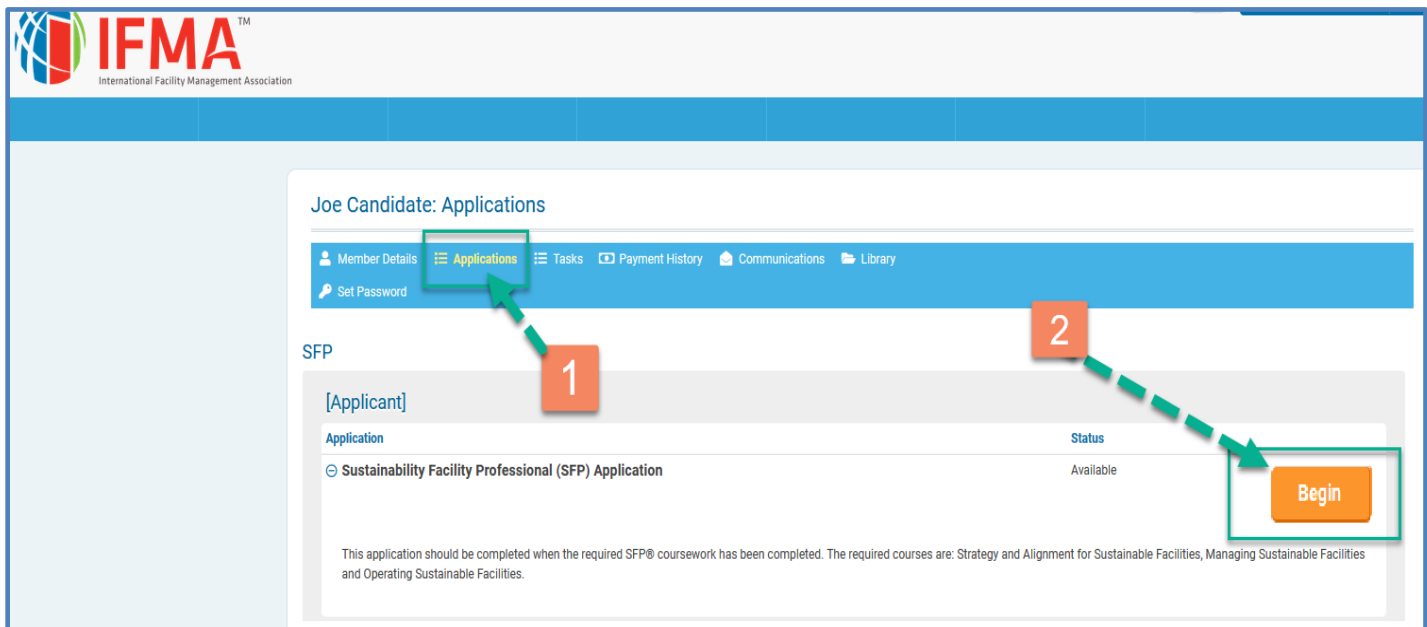 IFMA™
International Facility Management Association
Joe Candidate: Applications
Member Details Applications Tasks Payment History Communications Library
Set Password
2
SFP
1
[Applicant]
Application Status
Sustainability Facility Professional (SFP) Application Available
Begin
This application should be completed when the required SFP® coursework has been completed. The required courses are: Strategy and Alignment for Sustainable Facilities, Managing Sustainable Facilities
and Operating Sustainable Facilities.